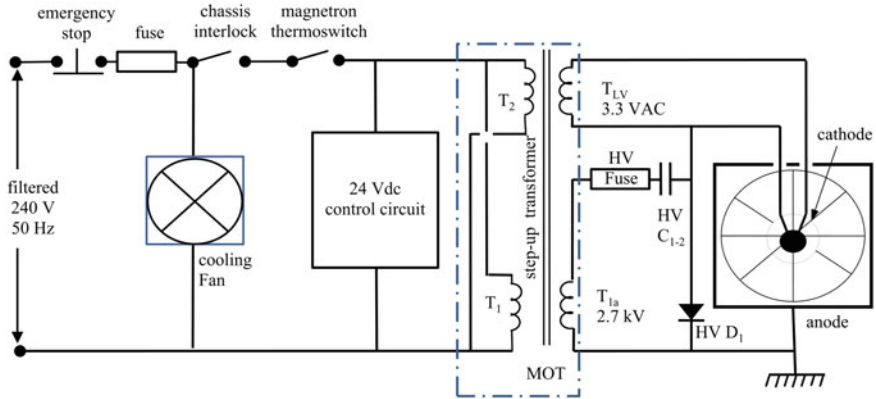 emergency
stop
fuse
chassis
interlock
magnetron
thermoswitch
filtered
240 V
50 Hz
cooling
Fan
24 Vdc
control circuit
T2
T1
step-up transformer
MOT
TLV
3.3 VAC
HV
Fuse
HV
C1-2
T1a
2.7 kV
HV D1
cathode
anode